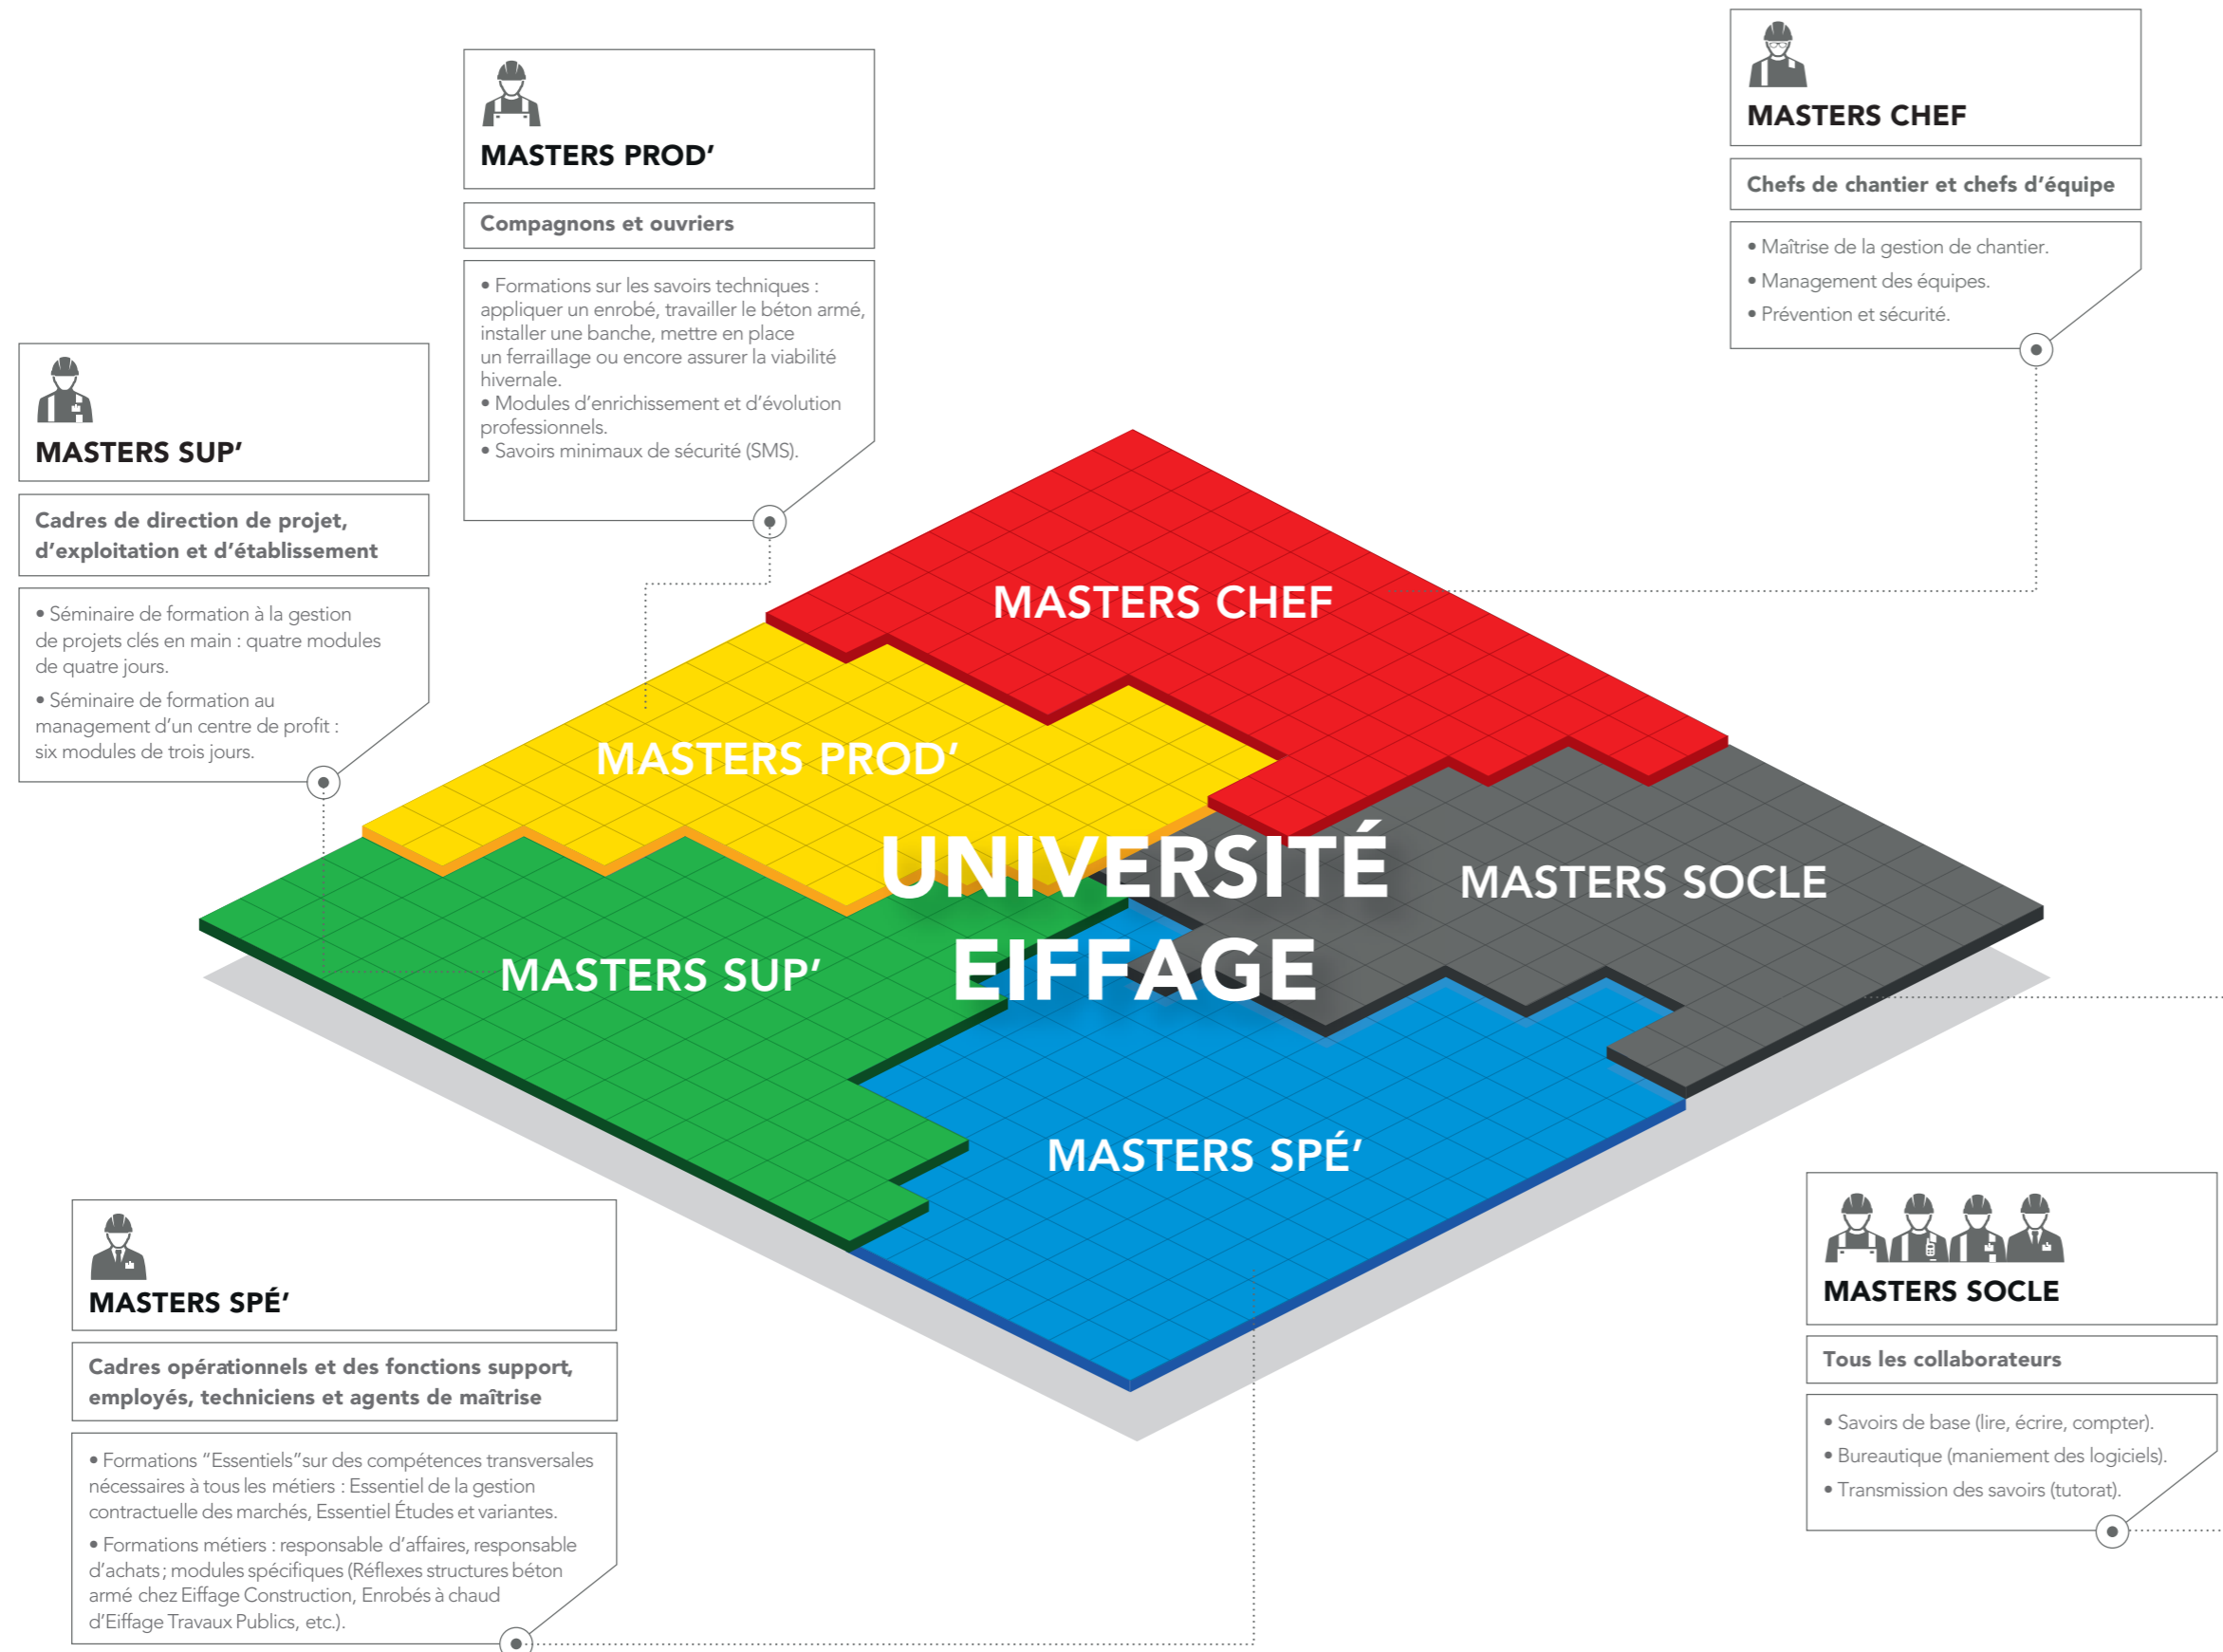 MASTERS CHEF
Chefs de chantier et chefs d’équipe
• Maîtrise de la gestion de chantier.
• Management des équipes.
• Prévention et sécurité.
MASTERS PROD’
Compagnons et ouvriers
• Formations sur les savoirs techniques :
appliquer un enrobé, travailler le béton armé,
installer une banche, mettre en place
un ferraillage ou encore assurer la viabilité
hivernale.
• Modules d’enrichissement et d’évolution
professionnels.
• Savoirs minimaux de sécurité (SMS).
MASTERS SUP’
Cadres de direction de projet,
d’exploitation et d’établissement
• Séminaire de formation à la gestion
de projets clés en main : quatre modules
de quatre jours.
• Séminaire de formation au
management d’un centre de profit :
six modules de trois jours.
MASTERS CHEF
MASTERS PROD’
UNIVERSITÉ
EIFFAGE
MASTERS SOCLE
MASTERS SUP’
MASTERS SPÉ’
MASTERS SPÉ’
Cadres opérationnels et des fonctions support,
employés, techniciens et agents de maîtrise
• Formations “Essentiels”sur des compétences transversales
nécessaires à tous les métiers : Essentiel de la gestion
contractuelle des marchés, Essentiel Études et variantes.
• Formations métiers : responsable d’affaires, responsable
d’achats ; modules spécifiques (Réflexes structures béton
armé chez Eiffage Construction, Enrobés à chaud
d’Eiffage Travaux Publics, etc.).
MASTERS SOCLE
Tous les collaborateurs
• Savoirs de base (lire, écrire, compter).
• Bureautique (maniement des logiciels).
• Transmission des savoirs (tutorat).